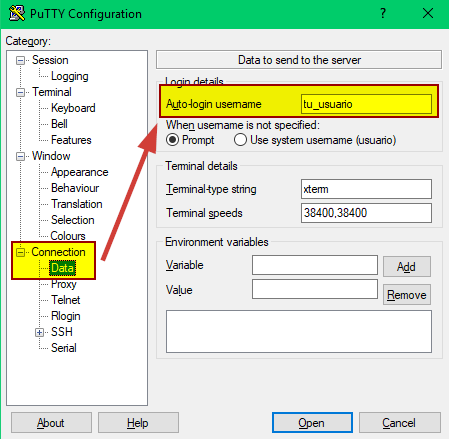 PuTTY Configuration
?
Category:
Session
Logging
Terminal
Keyboard
Bell
Features
Window
Appearance
Behaviour
Translation
Selection
Colours
Connection
Data
Proxy
Telnet
Rlogin
SSH
Serial
Data to send to the server
Login details
Auto-login username
tu_usuario
When username is not specified:
Prompt
Use system username (usuario)
Terminal details
Terminal-type string
xterm
Terminal speeds
38400,38400
Environment variables
Variable
Add
Value
Remove
About
Help
Open
Cancel